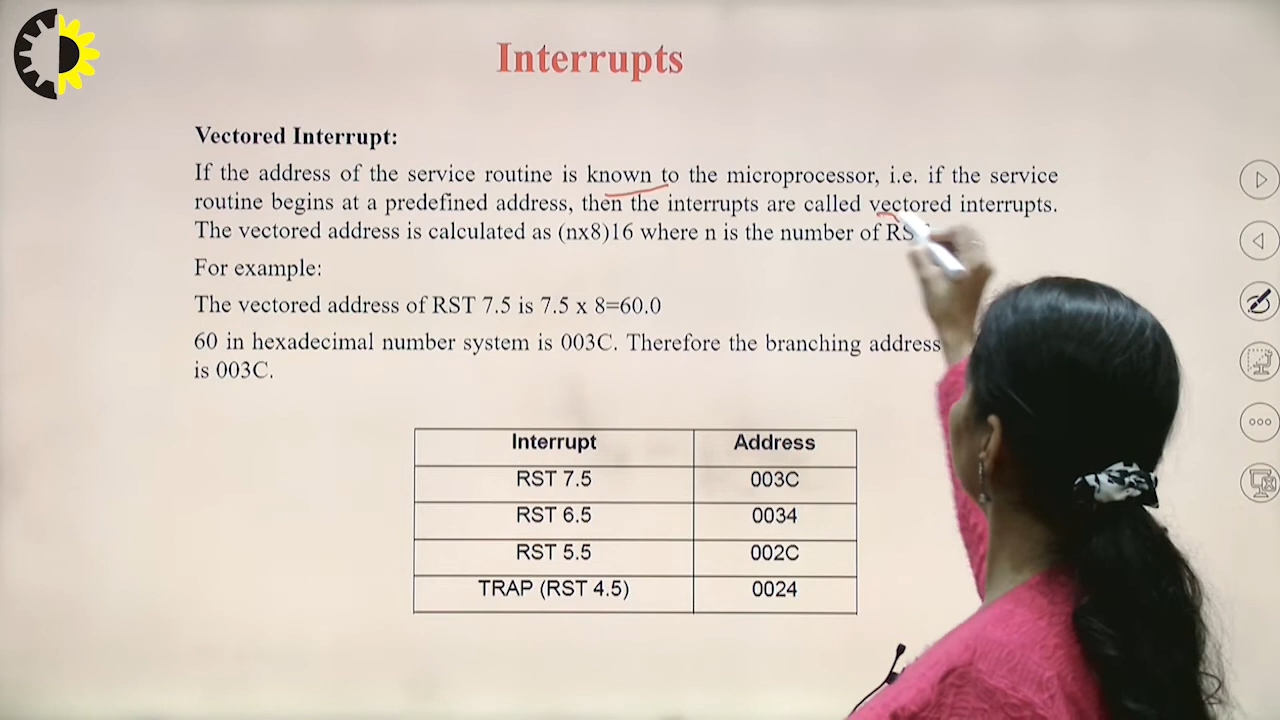 Interrupts
Vectored Interrupt:
If the address of the service routine is known to the microprocessor, i.e. if the service
routine begins at a predefined address, then the interrupts are called vectored interrupts.
The vectored address is calculated as (nx8)16 where n is the number of
For example:
The vectored address of RST 7.5 is 7.5 x 8=60.0
60 in hexadecimal number system is 003C. Therefore the branching address
is 003C.
Interrupt Address
RST 7.5 003C
RST 6.5 0034
RST 5.5 002C
TRAP (RST 4.5) 0024